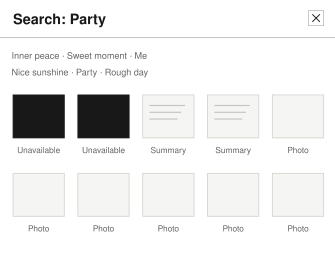 Search: Party
Inner peace · Sweet moment · Me
Nice sunshine · Party · Rough day
Unavailable
Unavailable
Summary
Summary
Photo
Photo
Photo
Photo
Photo
Photo